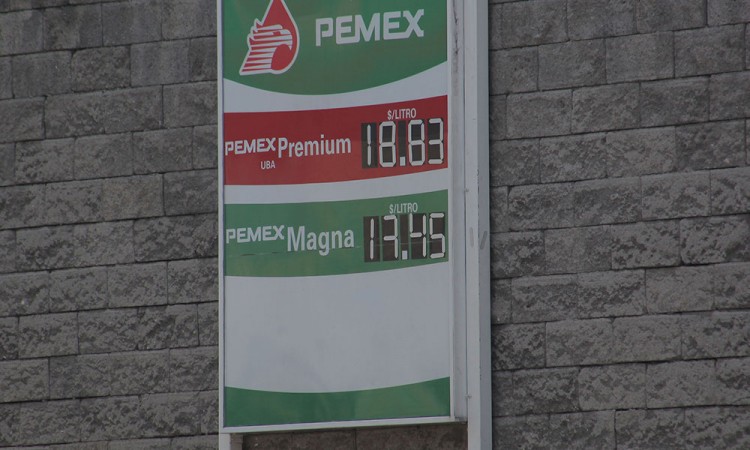 PEMEX
$/LITRO
PEMEX Premium 18.83
UBA
$/LITRO
PEMEX Magna 17.45